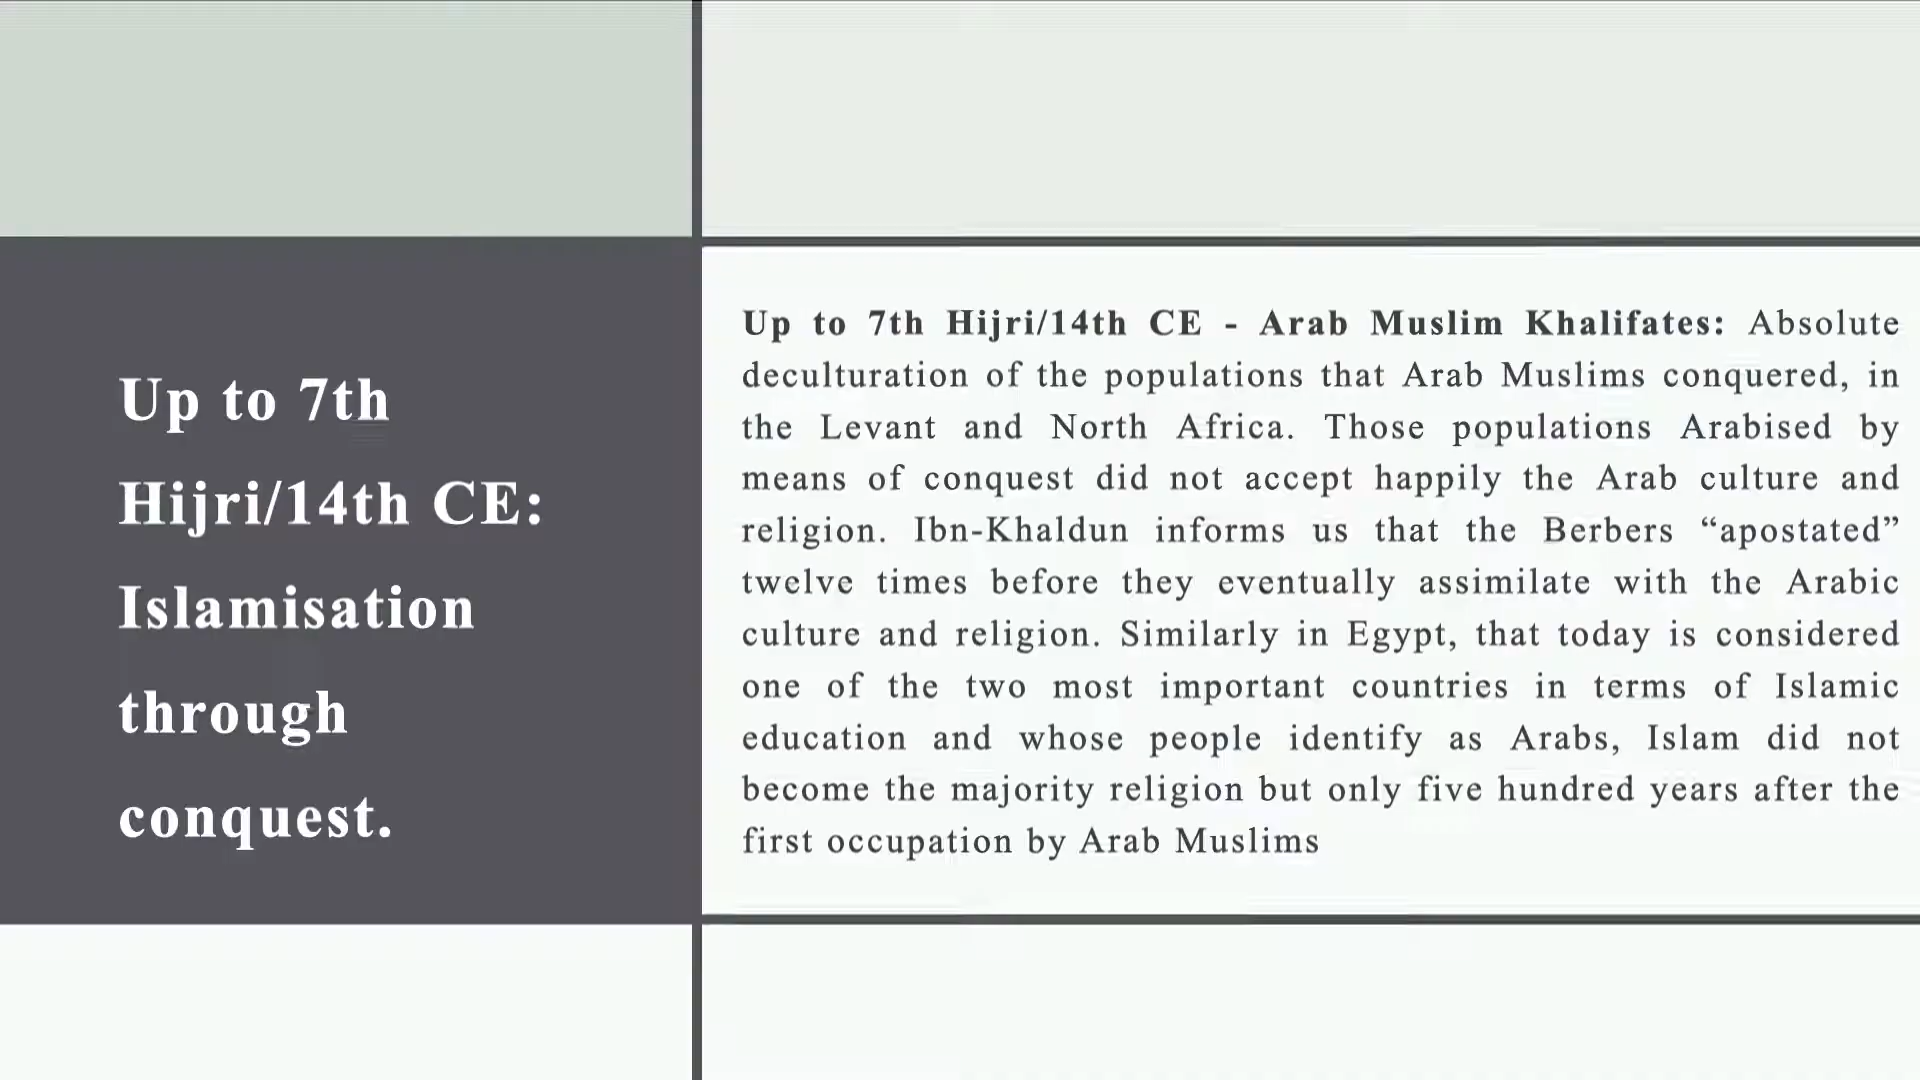 Up to 7th
Hijri/14th CE:
Islamisation
through
conquest.
Up to 7th Hijri/14th CE - Arab Muslim Khalifates: Absolute
deculturation of the populations that Arab Muslims conquered, in
the Levant and North Africa. Those populations Arabised by
means of conquest did not accept happily the Arab culture and
religion. Ibn-Khaldun informs us that the Berbers “apostated”
twelve times before they eventually assimilate with the Arabic
culture and religion. Similarly in Egypt, that today is considered
one of the two most important countries in terms of Islamic
education and whose people identify as Arabs, Islam did not
become the majority religion but only five hundred years after the
first occupation by Arab Muslims